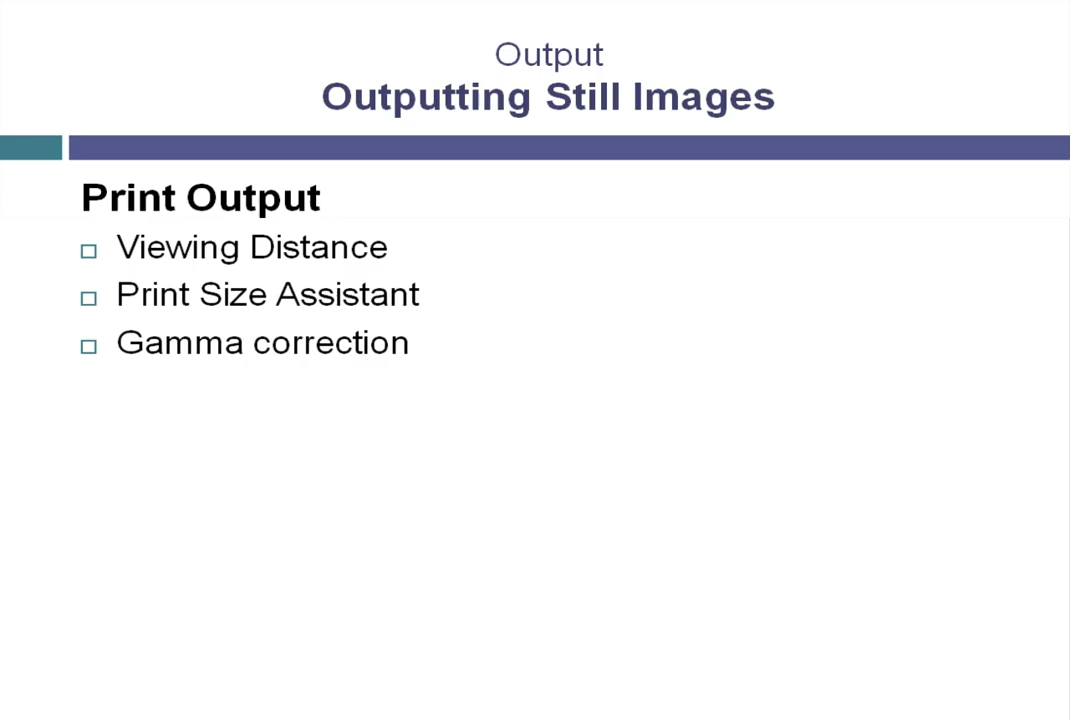 Output
Outputting Still Images
Print Output
Viewing Distance
Print Size Assistant
Gamma correction